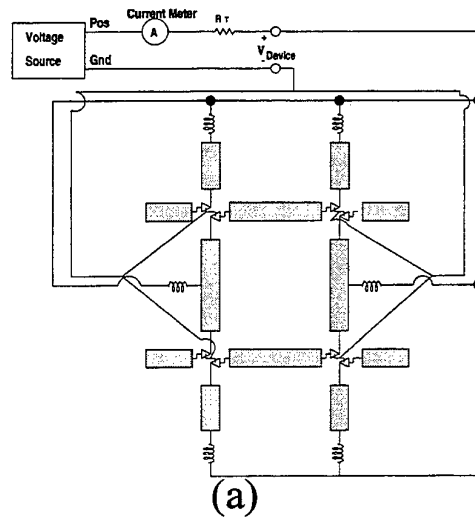 Current Meter
Pos
R T
A
Voltage
Source
+
V Device
-
Gnd
(a)